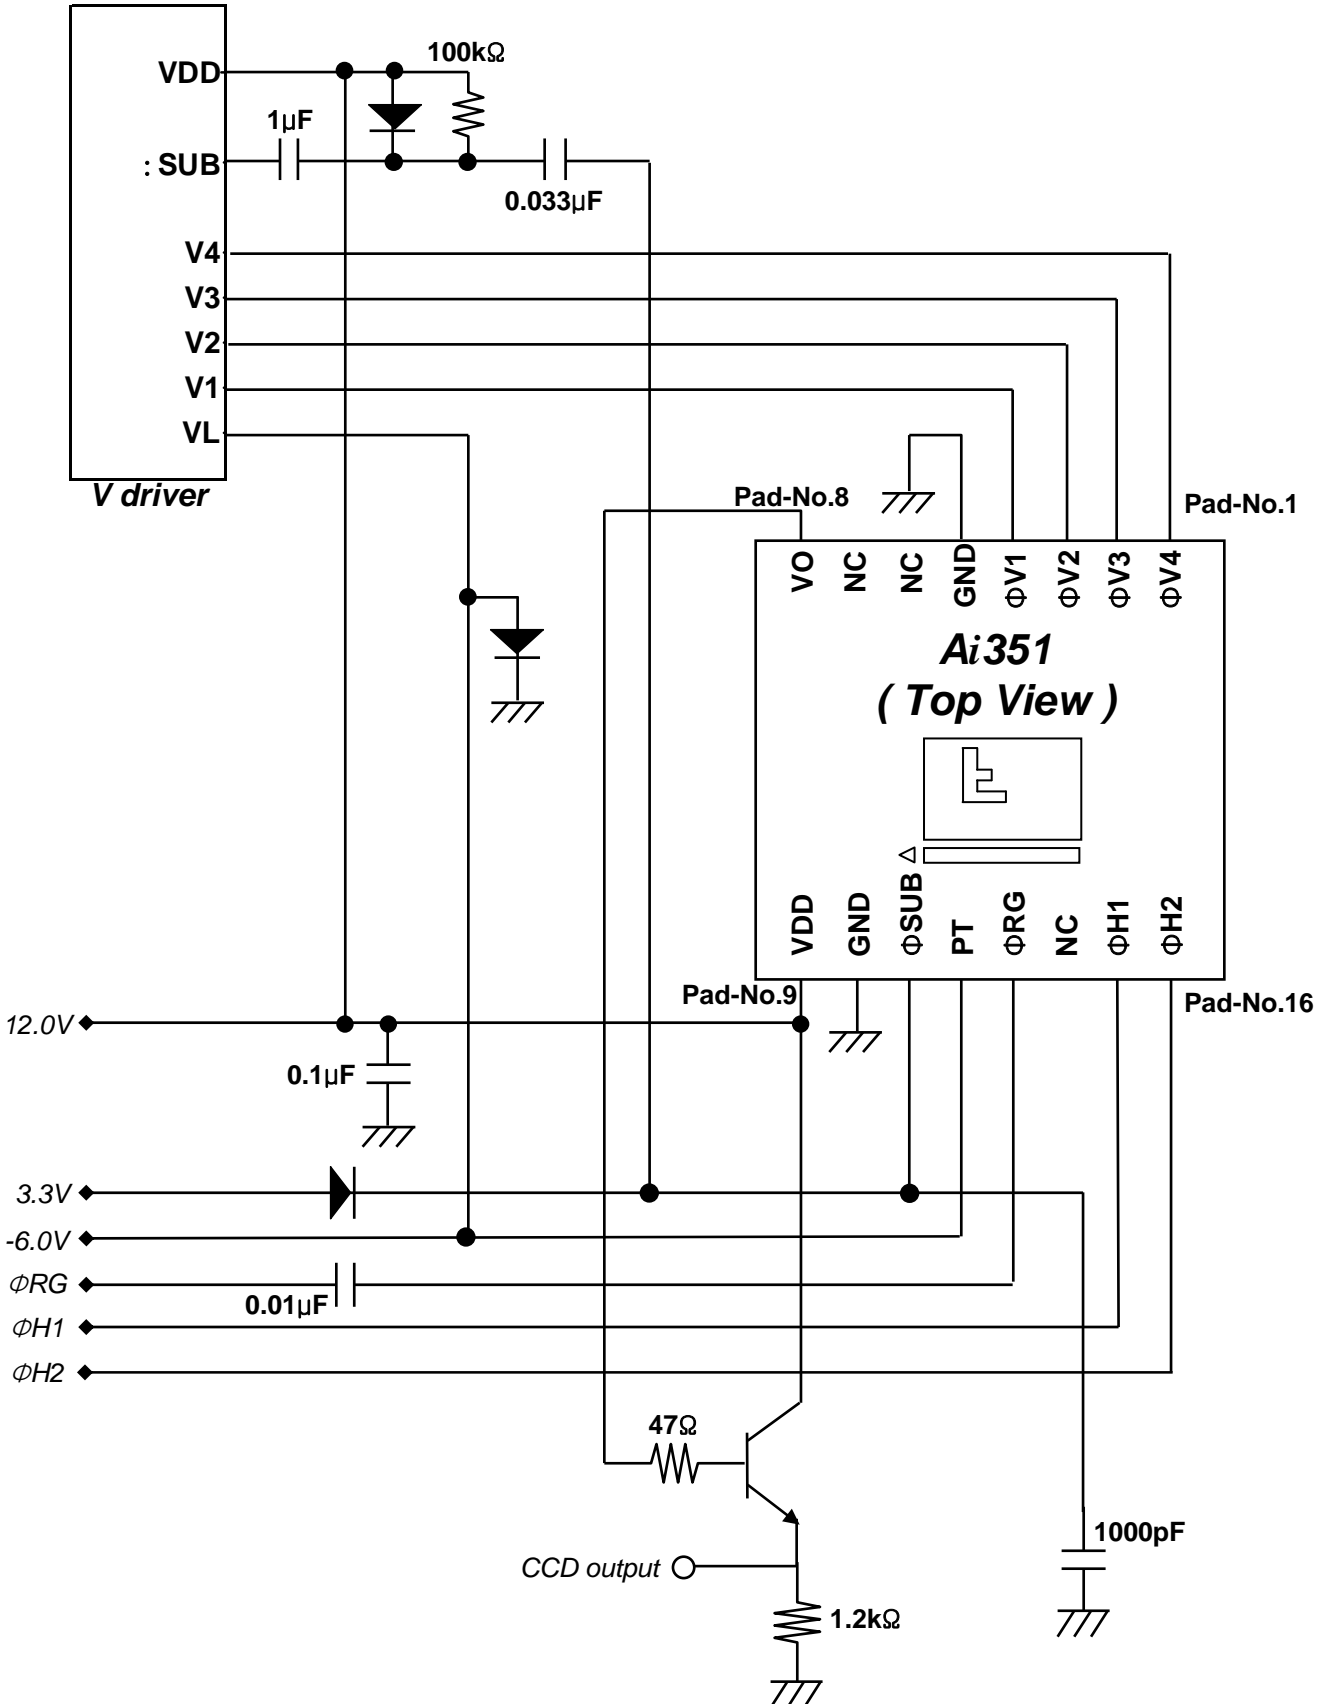 100kΩ
VDD
1μF
: SUB
0.033μF
V4
V3
V2
V1
VL
V driver
Pad-No.8
Pad-No.1
VO
NC
NC
GND
ΦV1
ΦV2
ΦV3
ΦV4
Ai351
( Top View )
VDD
GND
ΦSUB
PT
ΦRG
NC
ΦH1
ΦH2
Pad-No.9
Pad-No.16
12.0V
0.1μF
3.3V
-6.0V
ΦRG
0.01μF
ΦH1
ΦH2
47Ω
1000pF
CCD output
1.2kΩ